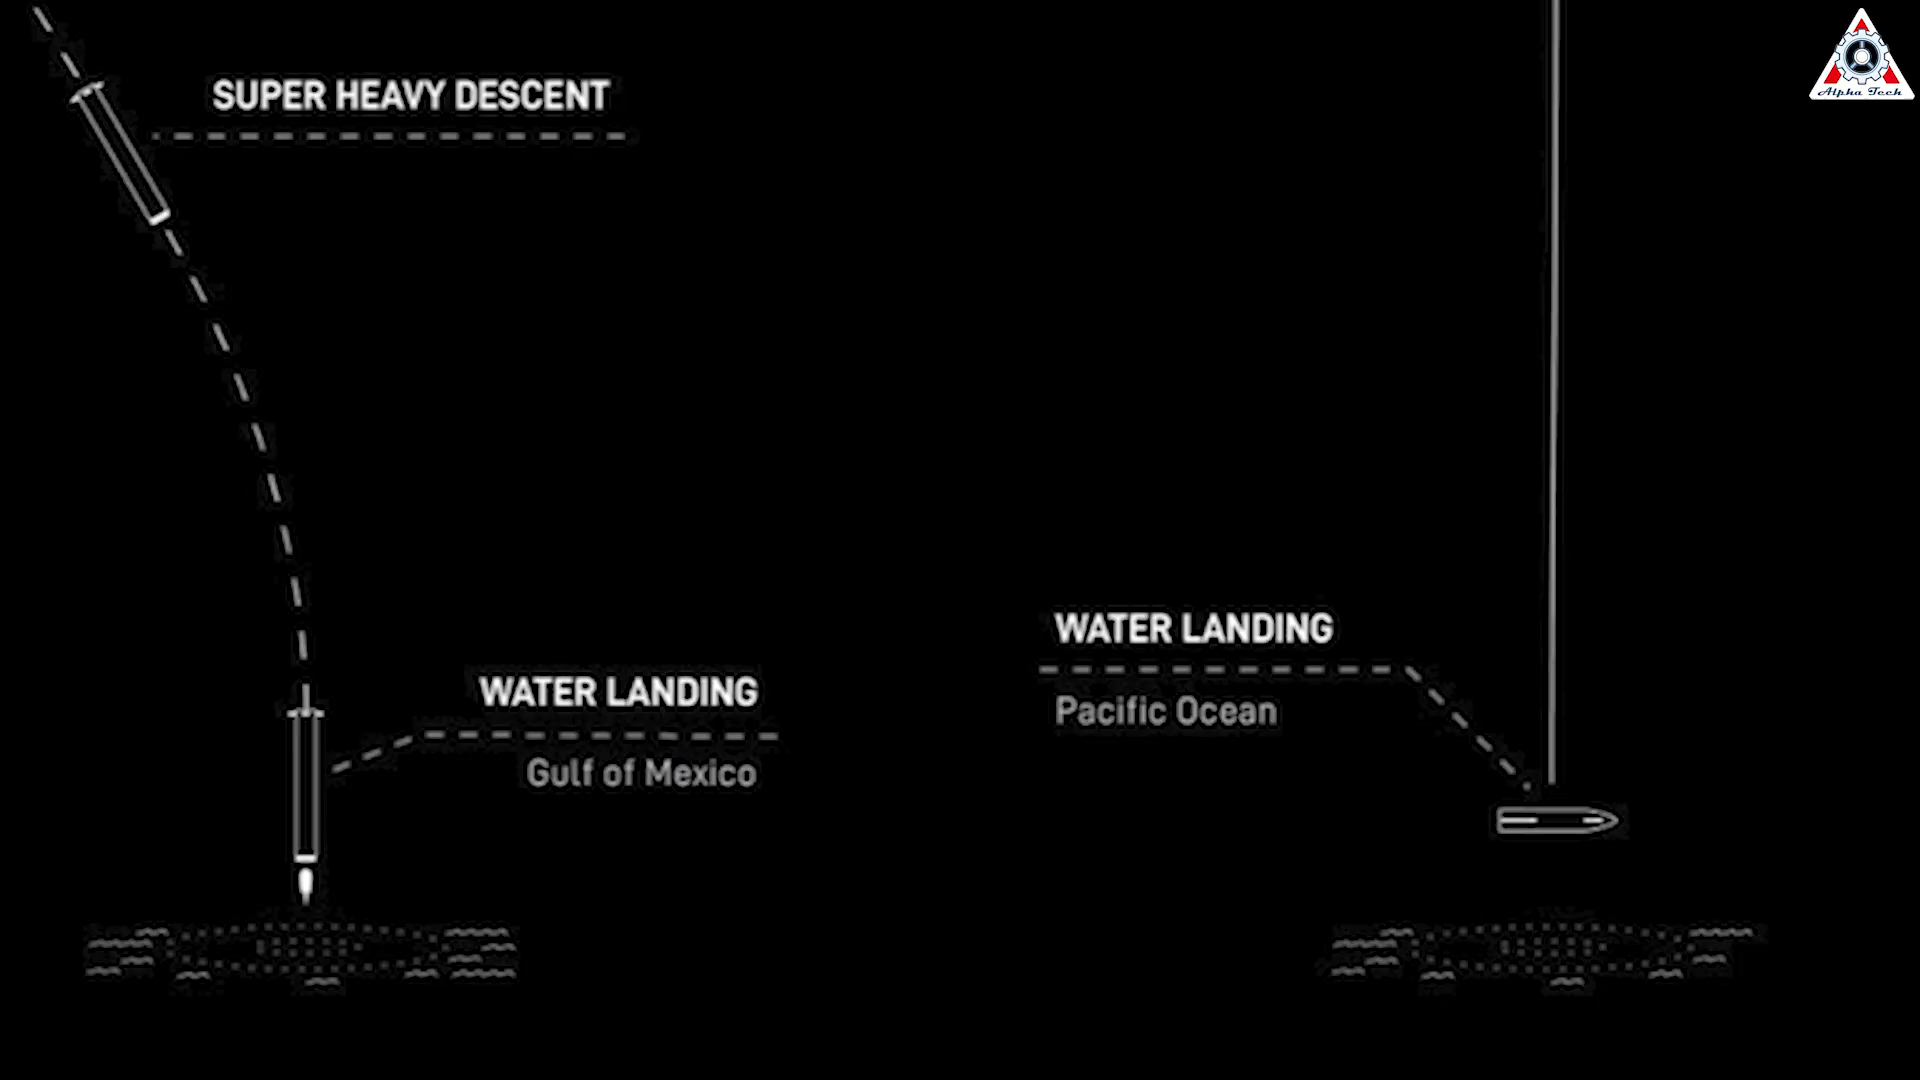 SUPER HEAVY DESCENT
WATER LANDING
Gulf of Mexico
WATER LANDING
Pacific Ocean
Alpha Tech